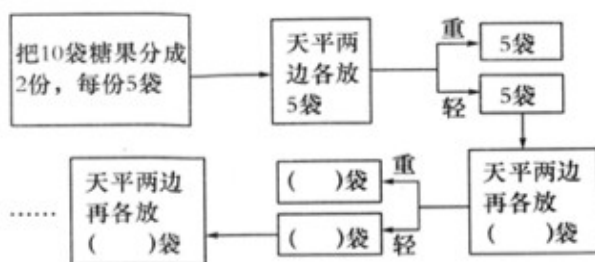 把10袋糖果分成
2份，每份5袋
天平两
边各放
5袋
重
5袋
轻
5袋
天平两边
再各放
(　　)袋
重
(　　)袋
(　　)袋
轻
天平两边
再各放
(　　)袋
……